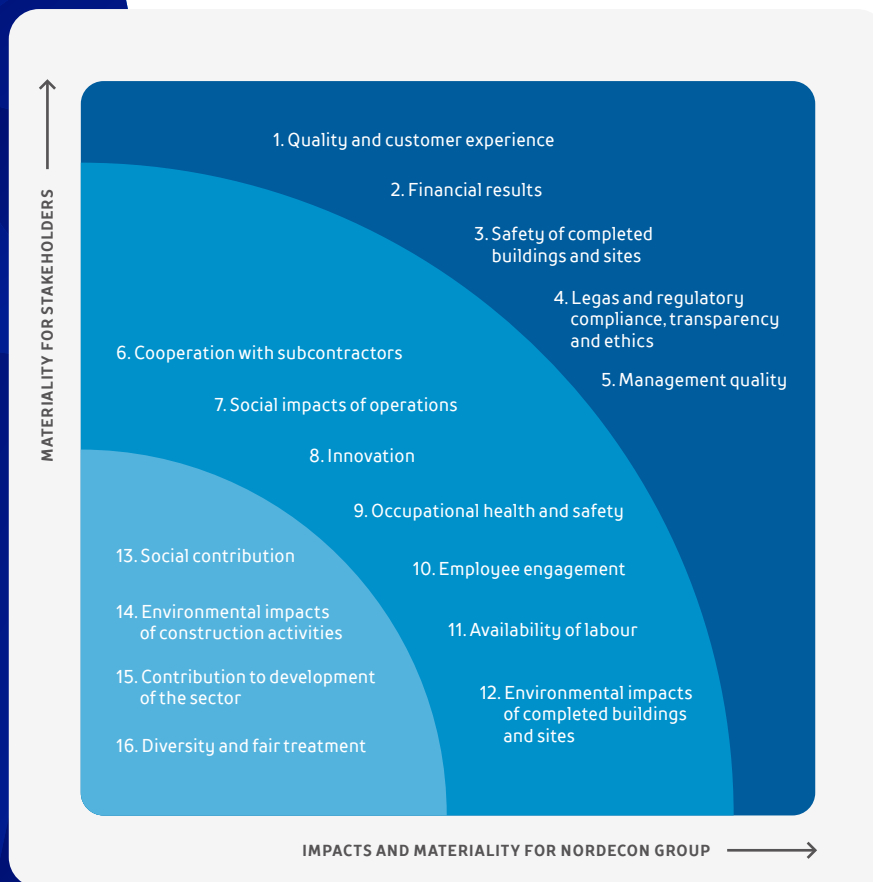 MATERIALITY FOR STAKEHOLDERS
1. Quality and customer experience
2. Financial results
3. Safety of completed
buildings and sites
4. Legas and regulatory
compliance, transparency
and ethics
5. Management quality
6. Cooperation with subcontractors
7. Social impacts of operations
8. Innovation
9. Occupational health and safety
10. Employee engagement
11. Availability of labour
12. Environmental impacts
of completed buildings
and sites
13. Social contribution
14. Environmental impacts
of construction activities
15. Contribution to development
of the sector
16. Diversity and fair treatment
IMPACTS AND MATERIALITY FOR NORDECON GROUP